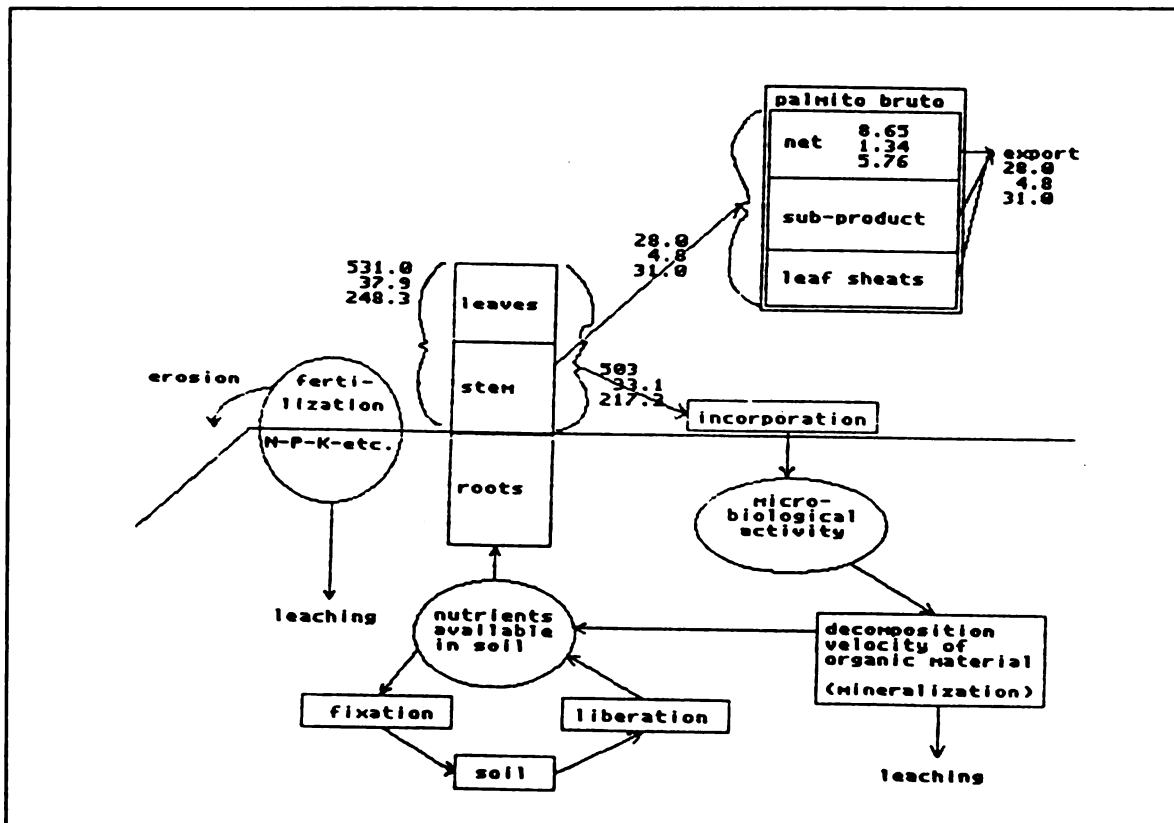 palmito bruto
net 8.65
1.34
5.76
sub-product
leaf sheats
export
28.0
4.8
31.0
28.0
4.8
31.0
531.0
37.9
248.3
leaves
stem
roots
503
33.1
217.3
incorporation
erosion
ferti-
lization
N-P-K-etc.
leaching
micro-
biological
activity
nutrients
available
in soil
decomposition
velocity of
organic material
(mineralization)
fixation
liberation
soil
leaching